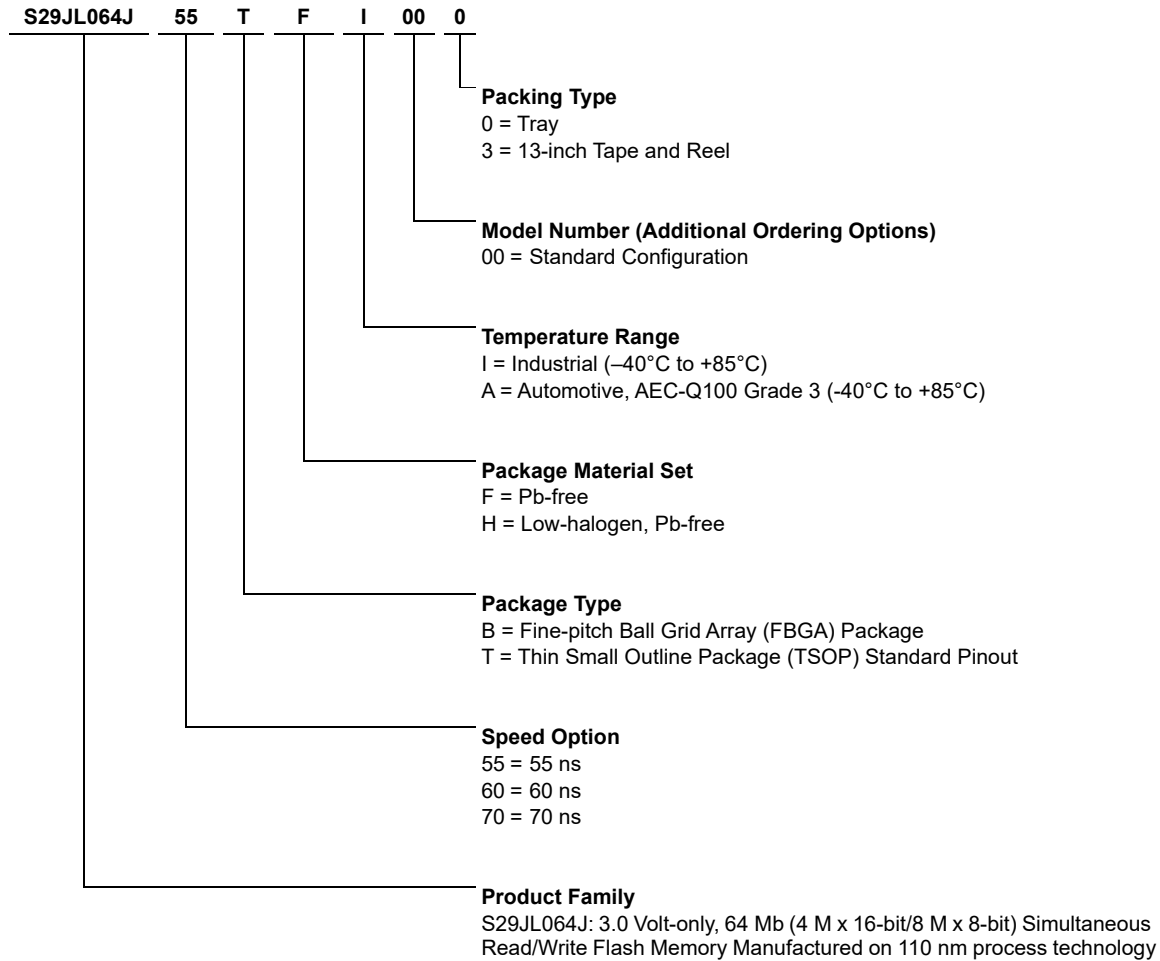 S29JL064J 55 T F I 00 0
Packing Type
0 = Tray
3 = 13-inch Tape and Reel
Model Number (Additional Ordering Options)
00 = Standard Configuration
Temperature Range
I = Industrial (–40°C to +85°C)
A = Automotive, AEC-Q100 Grade 3 (-40°C to +85°C)
Package Material Set
F = Pb-free
H = Low-halogen, Pb-free
Package Type
B = Fine-pitch Ball Grid Array (FBGA) Package
T = Thin Small Outline Package (TSOP) Standard Pinout
Speed Option
55 = 55 ns
60 = 60 ns
70 = 70 ns
Product Family
S29JL064J: 3.0 Volt-only, 64 Mb (4 M x 16-bit/8 M x 8-bit) Simultaneous
Read/Write Flash Memory Manufactured on 110 nm process technology